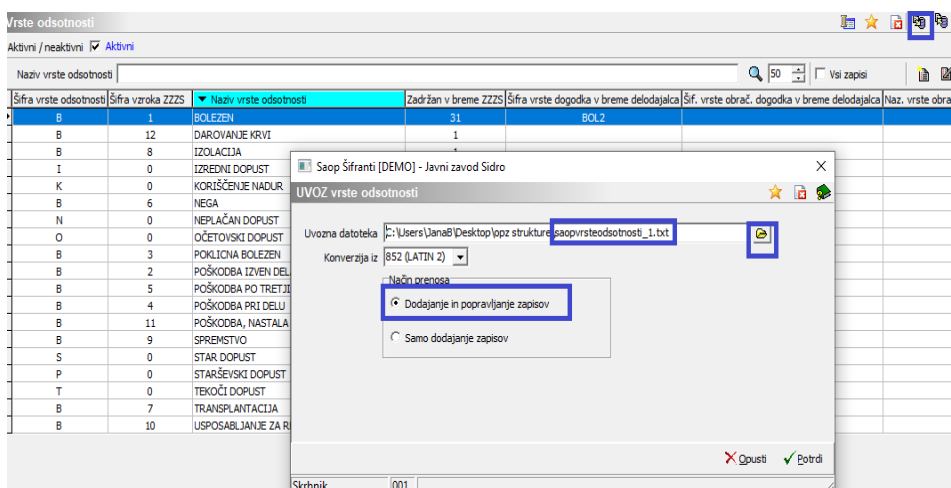 Vrste odsotnosti
Aktivni / neaktivni Aktivni
Naziv vrste odsotnosti 50 Vsi zapisi
Šifra vrste odsotnosti Šifra vzroka ZZZS Naziv vrste odsotnosti Zadržan v breme ZZZS Šifra vrste dogodka v breme delodajalca Šif. vrste obrač. dogodka v breme delodajalca Naz. vrste obra
B 1 BOLEZEN 31 BOL2
B 12 DAROVANJE KRVI 1
B 8 IZOLACIJA
I 0 IZREDNI DOPUST
K 0 KORIŠČENJE NADUR
B 6 NEGA
N 0 NEPLAČAN DOPUST
O 0 OČETOVSKI DOPUST
B 3 POKLICNA BOLEZEN
B 2 POŠKODBA IZVEN DEL
B 5 POŠKODBA PO TRETJI
B 4 POŠKODBA PRI DELU
B 11 POŠKODBA, NASTALA
B 9 SPREMSTVO
S 0 STAR DOPUST
P 0 STARŠEVSKI DOPUST
T 0 TEKOČI DOPUST
B 7 TRANSPLANTACIJA
B 10 USPOSABLJANJE ZA R
Saop Šifranti [DEMO] - Javni zavod Sidro X
UVOZ vrste odsotnosti
Uvozna datoteka C:\Users\JanaB\Desktop\opz strukture\saopvrsteodsotnosti_1.txt
Konverzija iz 852 (LATIN 2)
Način prenosa
Dodajanje in popravljanje zapisov
Samo dodajanje zapisov
Opusti Potrdi
Skrbnik 001